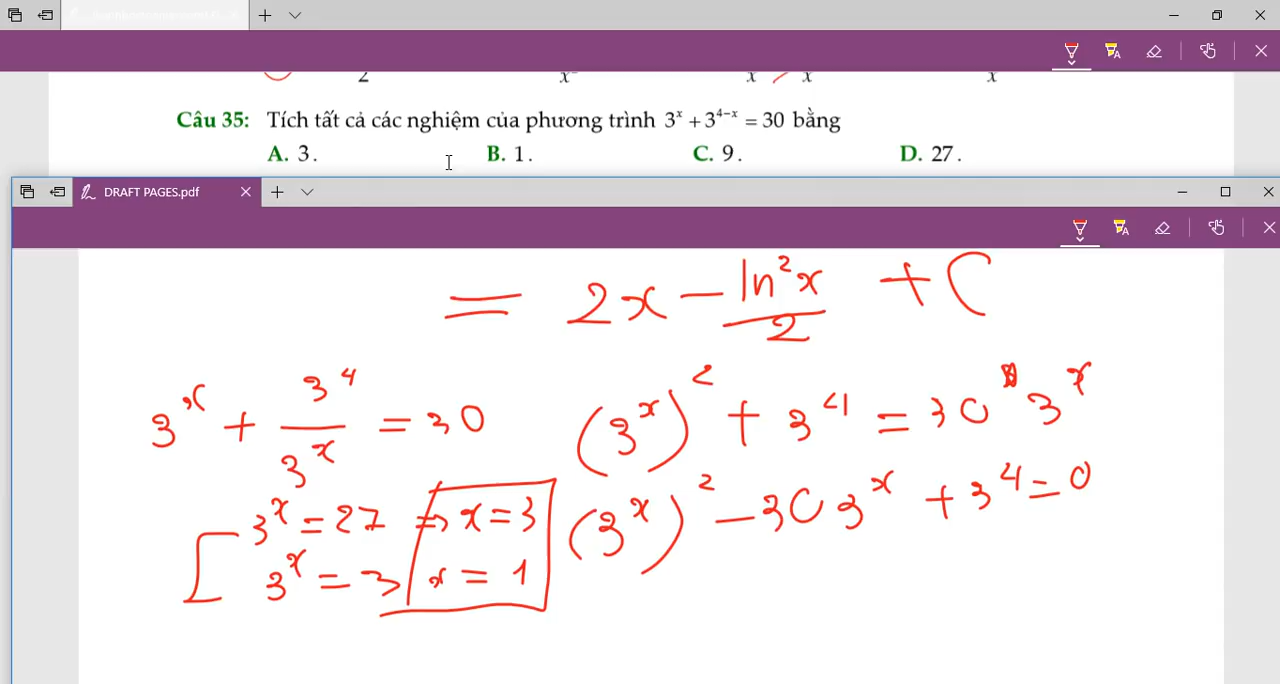 2 x x x x
Câu 35: Tích tất cả các nghiệm của phương trình 3^x + 3^{4−x} = 30 bằng
A. 3. B. 1. C. 9. D. 27.
DRAFT PAGES.pdf
= 2x − ln²x / 2 + C
3^x + 3^4 / 3^x = 30 (3^x)^2 + 3^4 = 30 3^x
(3^x)^2 − 30 3^x + 3^4 = 0
3^x = 27 ⇒ x = 3
3^x = 3 x = 1